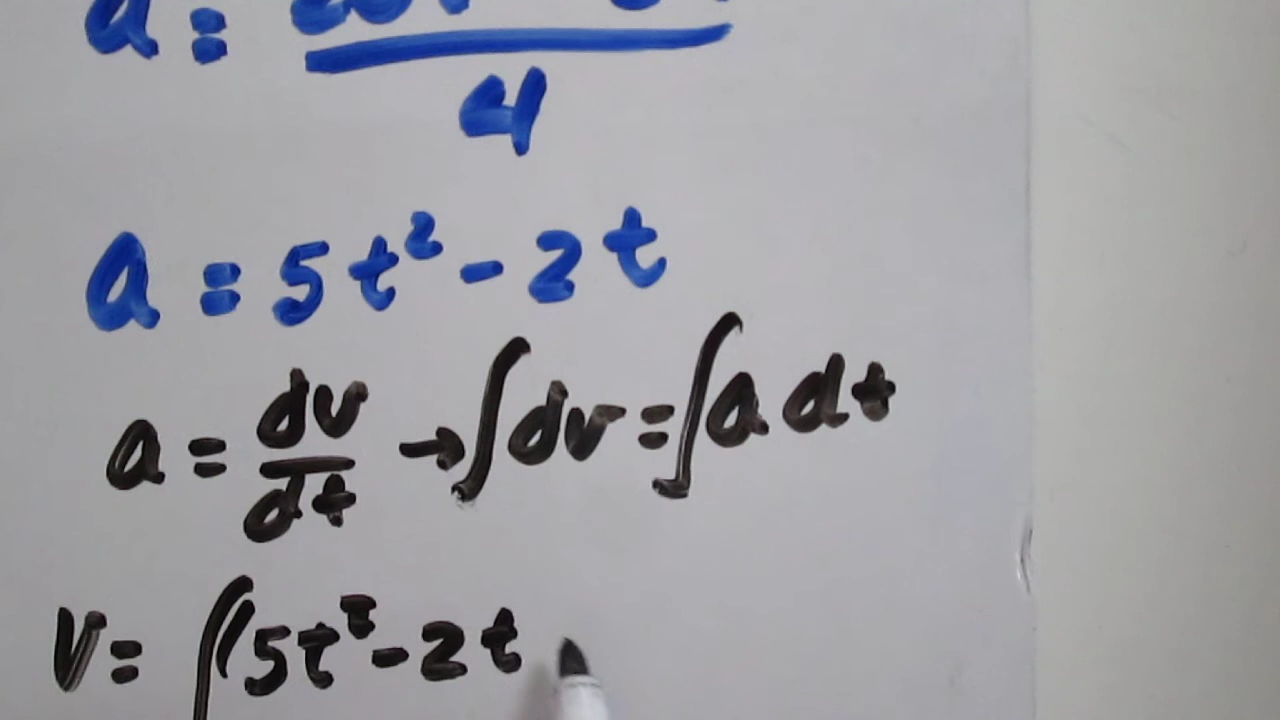 a =
4
a = 5t² - 2t
a = dv/dt → ∫dv = ∫a dt
V = ∫(5t² - 2t